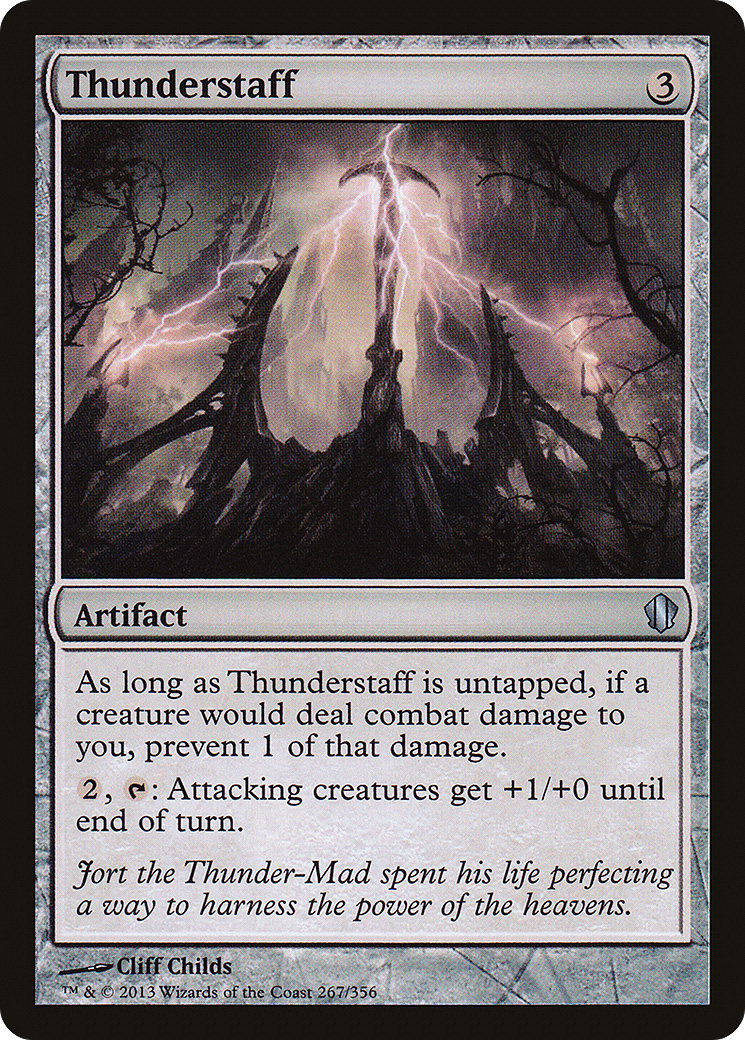 Thunderstaff 3
Artifact
As long as Thunderstaff is untapped, if a
creature would deal combat damage to
you, prevent 1 of that damage.
2, : Attacking creatures get +1/+0 until
end of turn.
Jort the Thunder-Mad spent his life perfecting
a way to harness the power of the heavens.
Cliff Childs
™ & © 2013 Wizards of the Coast 267/356